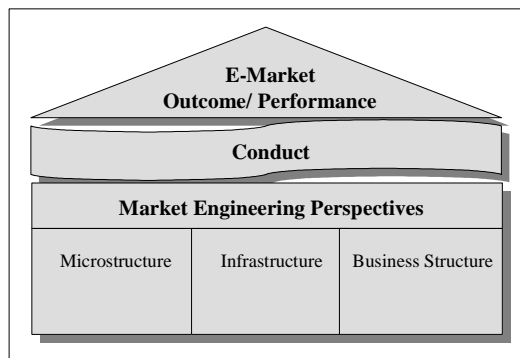 E-Market
Outcome/ Performance
Conduct
Market Engineering Perspectives
Microstructure
Infrastructure
Business Structure